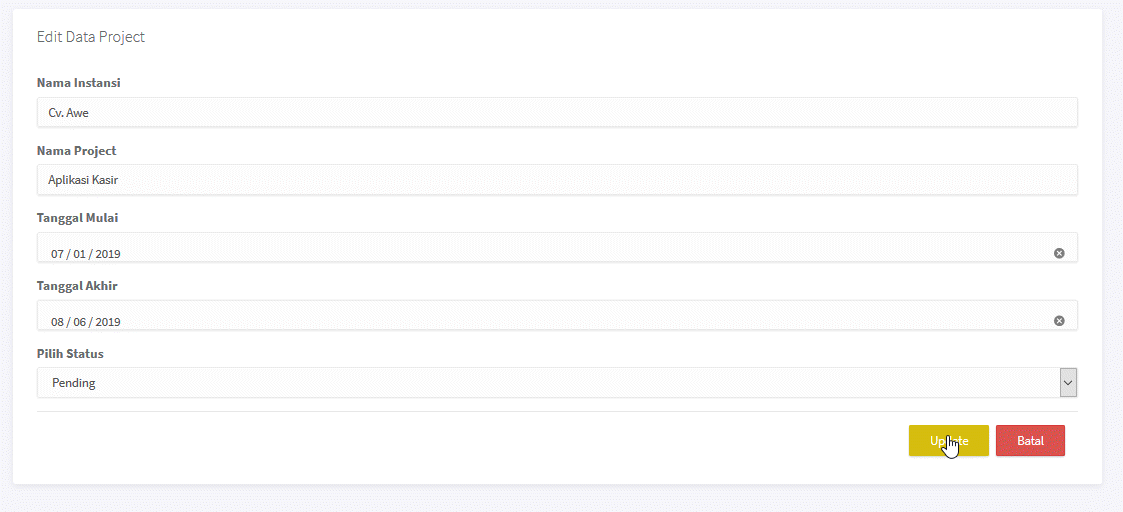 Edit Data Project
Nama Instansi
Cv. Awe
Nama Project
Aplikasi Kasir
Tanggal Mulai
07 / 01 / 2019
Tanggal Akhir
08 / 06 / 2019
Pilih Status
Pending
Update Batal